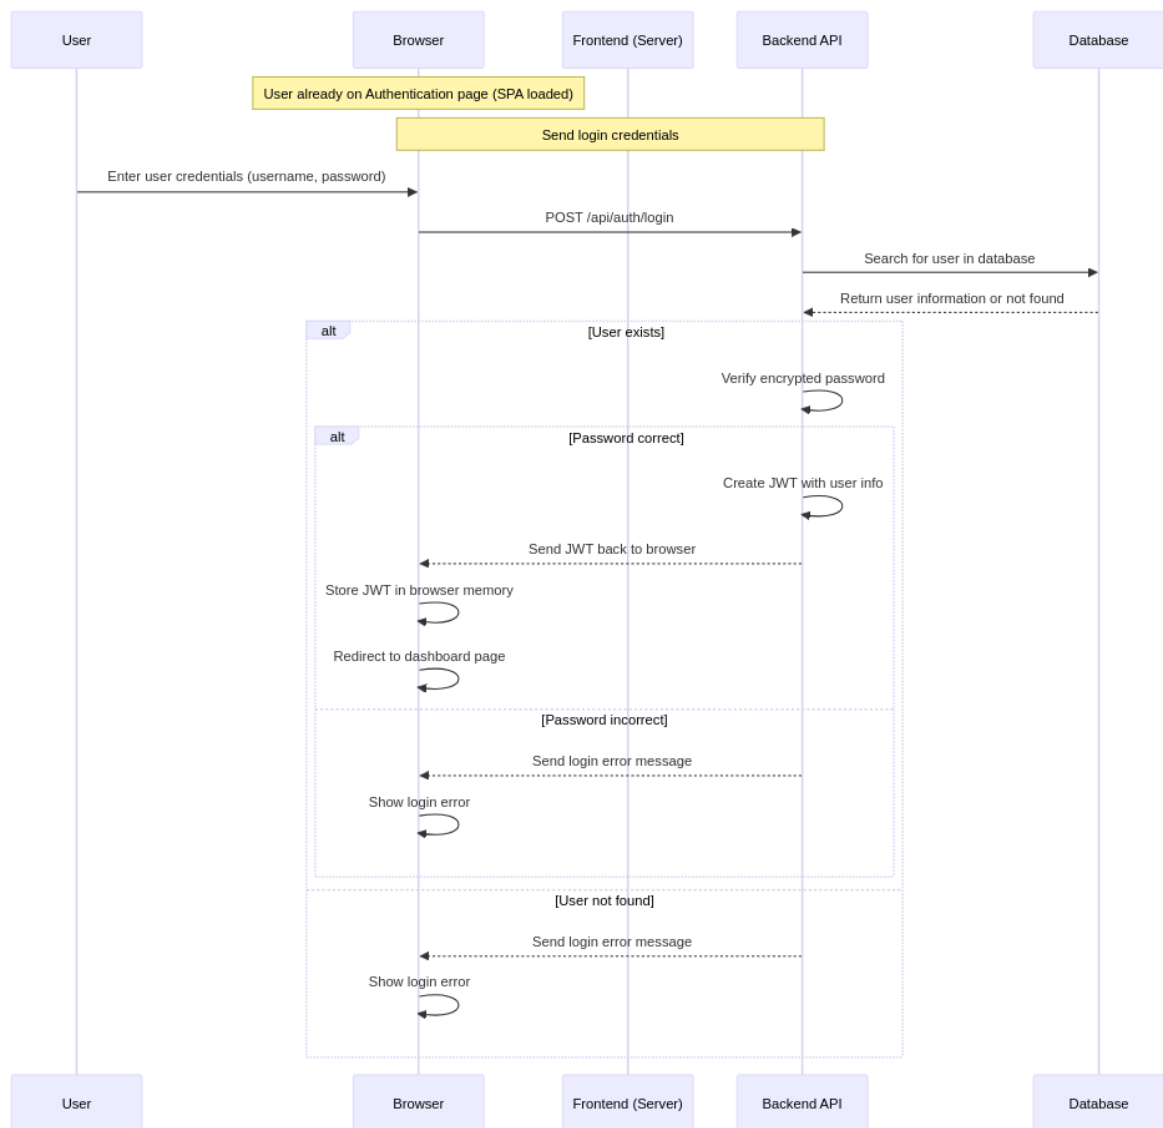 User
Browser
Frontend (Server)
Backend API
Database
User already on Authentication page (SPA loaded)
Send login credentials
Enter user credentials (username, password)
POST /api/auth/login
Search for user in database
Return user information or not found
alt
[User exists]
Verify encrypted password
alt
[Password correct]
Create JWT with user info
Send JWT back to browser
Store JWT in browser memory
Redirect to dashboard page
[Password incorrect]
Send login error message
Show login error
[User not found]
Send login error message
Show login error
User
Browser
Frontend (Server)
Backend API
Database